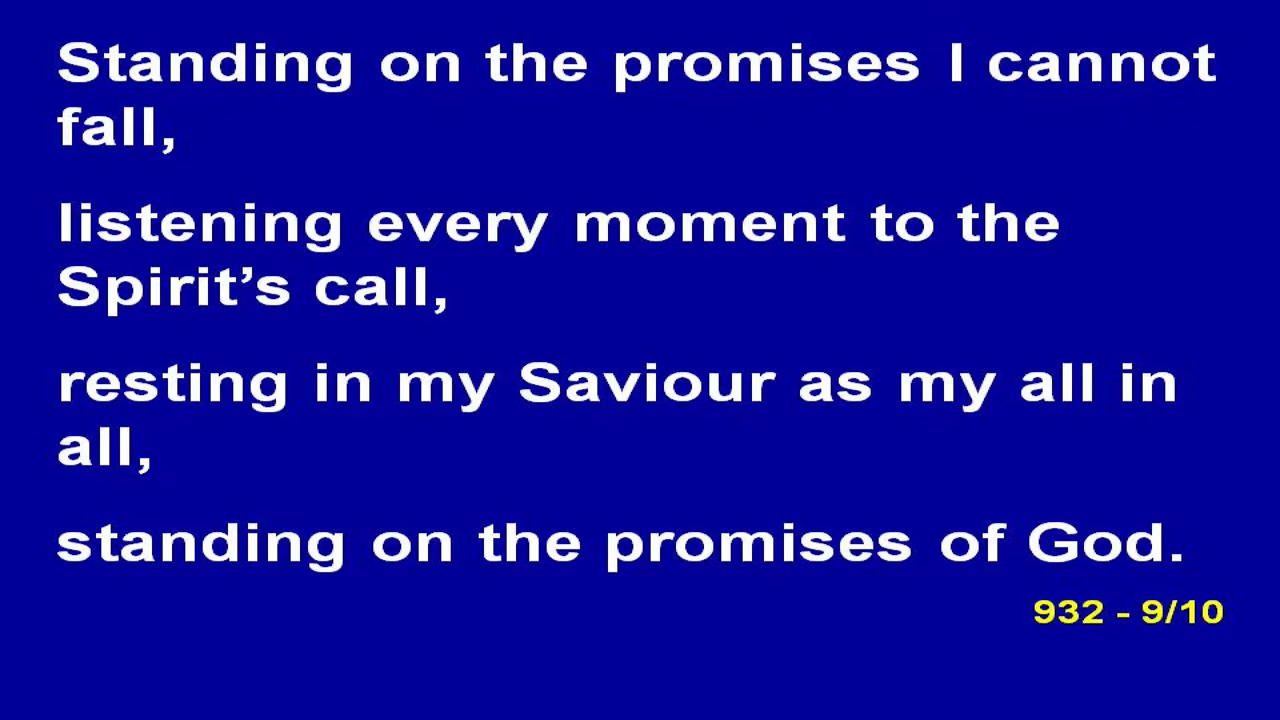 Standing on the promises I cannot
fall,
listening every moment to the
Spirit’s call,
resting in my Saviour as my all in
all,
standing on the promises of God.
932 - 9/10